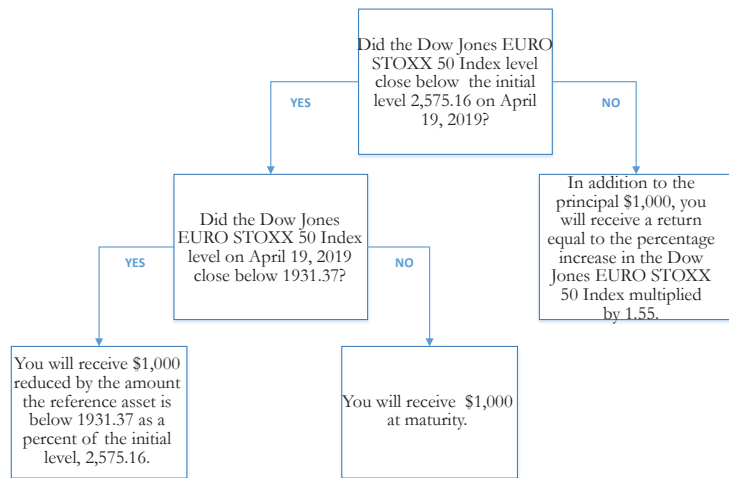 Did the Dow Jones EURO
STOXX 50 Index level
close below the initial
level 2,575.16 on April
19, 2019?
YES
NO
Did the Dow Jones
EURO STOXX 50 Index
level on April 19, 2019
close below 1931.37?
In addition to the
principal $1,000, you
will receive a return
equal to the percentage
increase in the Dow
Jones EURO STOXX
50 Index multiplied
by 1.55.
YES
NO
You will receive $1,000
reduced by the amount
the reference asset is
below 1931.37 as a
percent of the initial
level, 2,575.16.
You will receive $1,000
at maturity.